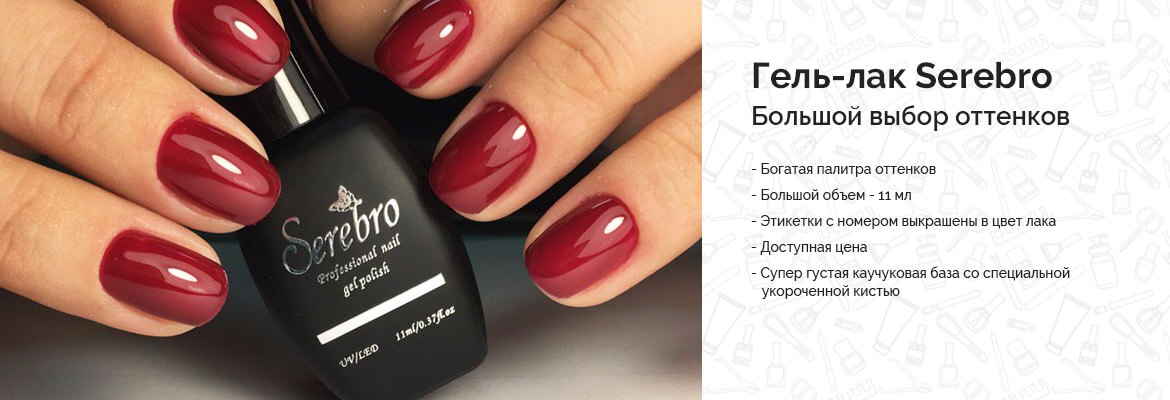 Serebro
Professional nail
gel polish
11ml/0.37fl.oz
UV/LED
Гель-лак Serebro
Большой выбор оттенков
- Богатая палитра оттенков
- Большой объем - 11 мл
- Этикетки с номером выкрашены в цвет лака
- Доступная цена
- Супер густая каучуковая база со специальной
укороченной кистью